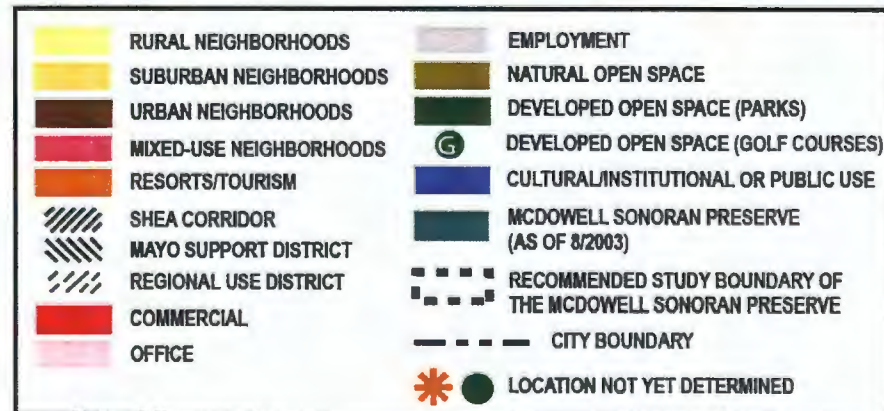 RURAL NEIGHBORHOODS
SUBURBAN NEIGHBORHOODS
URBAN NEIGHBORHOODS
MIXED-USE NEIGHBORHOODS
RESORTS/TOURISM
SHEA CORRIDOR
MAYO SUPPORT DISTRICT
REGIONAL USE DISTRICT
COMMERCIAL
OFFICE
EMPLOYMENT
NATURAL OPEN SPACE
DEVELOPED OPEN SPACE (PARKS)
G DEVELOPED OPEN SPACE (GOLF COURSES)
CULTURAL/INSTITUTIONAL OR PUBLIC USE
MCDOWELL SONORAN PRESERVE
(AS OF 8/2003)
RECOMMENDED STUDY BOUNDARY OF
THE MCDOWELL SONORAN PRESERVE
CITY BOUNDARY
LOCATION NOT YET DETERMINED